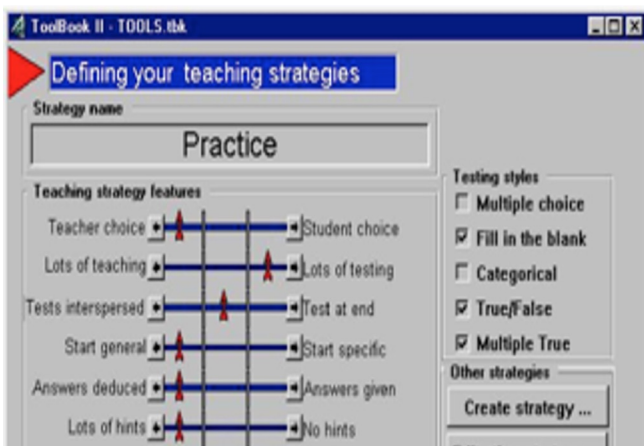 ToolBook II - TOOLS.tbk
Defining your teaching strategies
Strategy name
Practice
Teaching strategy features
Teacher choice Student choice
Lots of teaching Lots of testing
Tests interspersed Test at end
Start general Start specific
Answers deduced Answers given
Lots of hints No hints
Testing styles
Multiple choice
Fill in the blank
Categorical
True/False
Multiple True
Other strategies
Create strategy ...